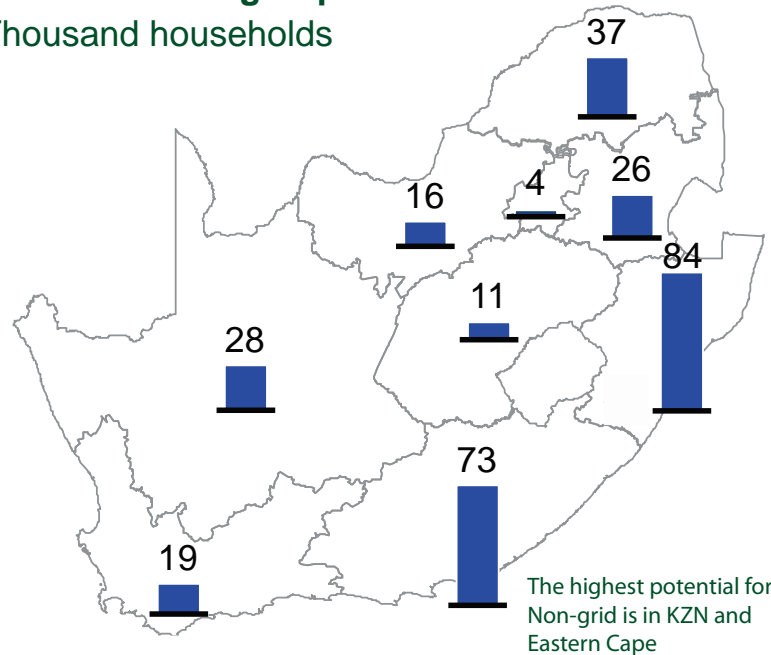 Thousand households
37
4
26
16
84
11
28
73
19
The highest potential for
Non-grid is in KZN and
Eastern Cape